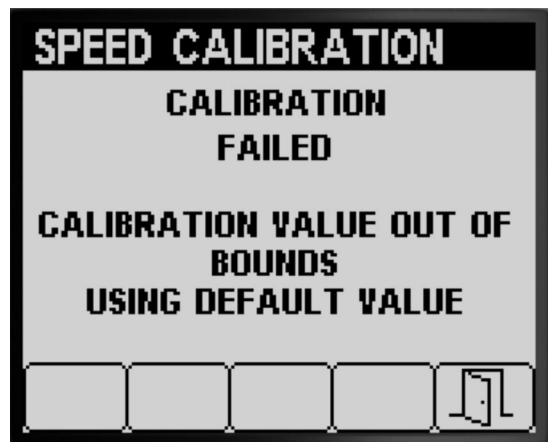 SPEED CALIBRATION
CALIBRATION
FAILED
CALIBRATION VALUE OUT OF
BOUNDS
USING DEFAULT VALUE